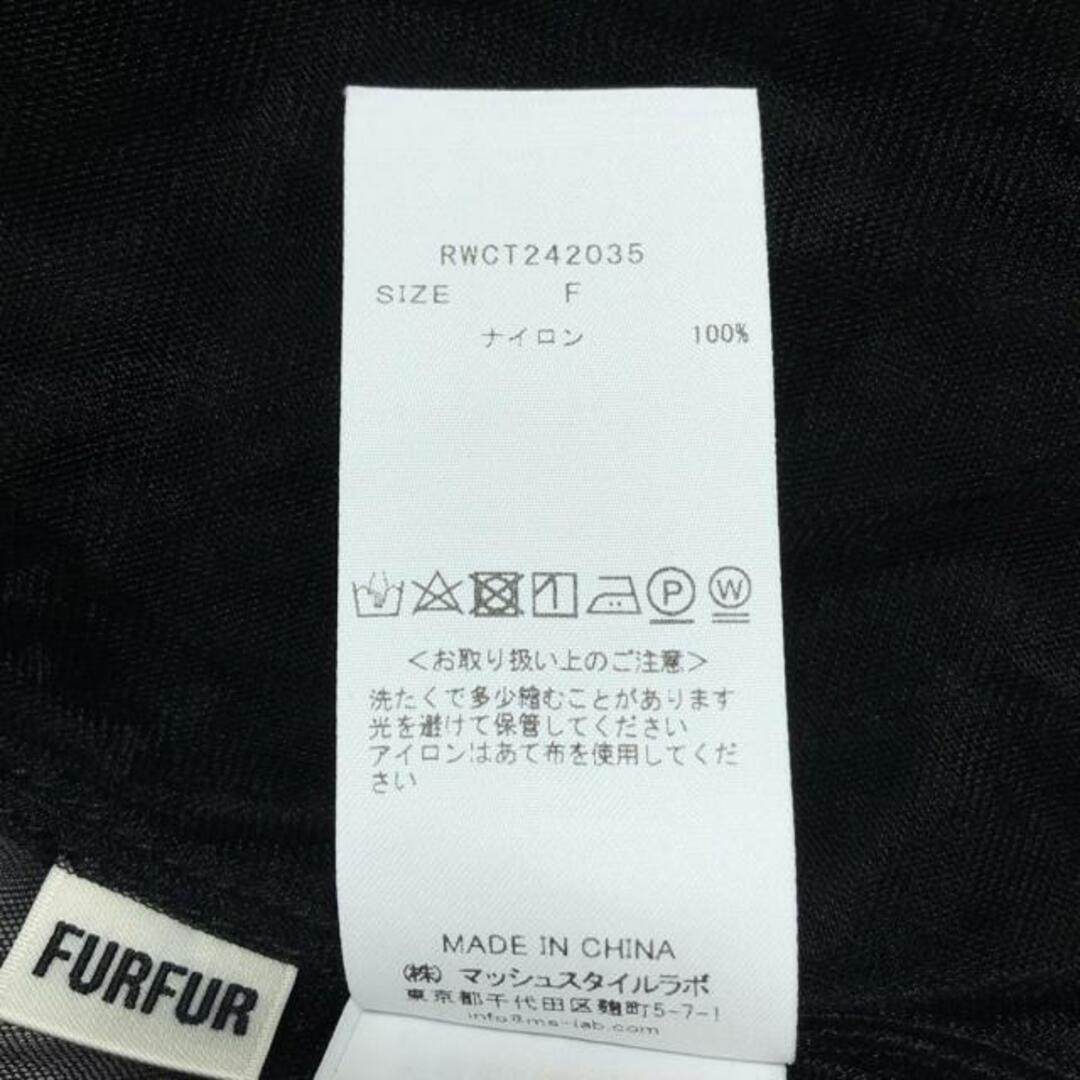 RWCT242035
SIZE F
ナイロン 100%
P W
<お取り扱い上のご注意>
洗たくで多少縮むことがあります
光を避けて保管してください
アイロンはあて布を使用してくだ
さい
MADE IN CHINA
(株) マッシュスタイルラボ
東京都千代田区麹町5-7-1
info@ms-lab.com
FURFUR